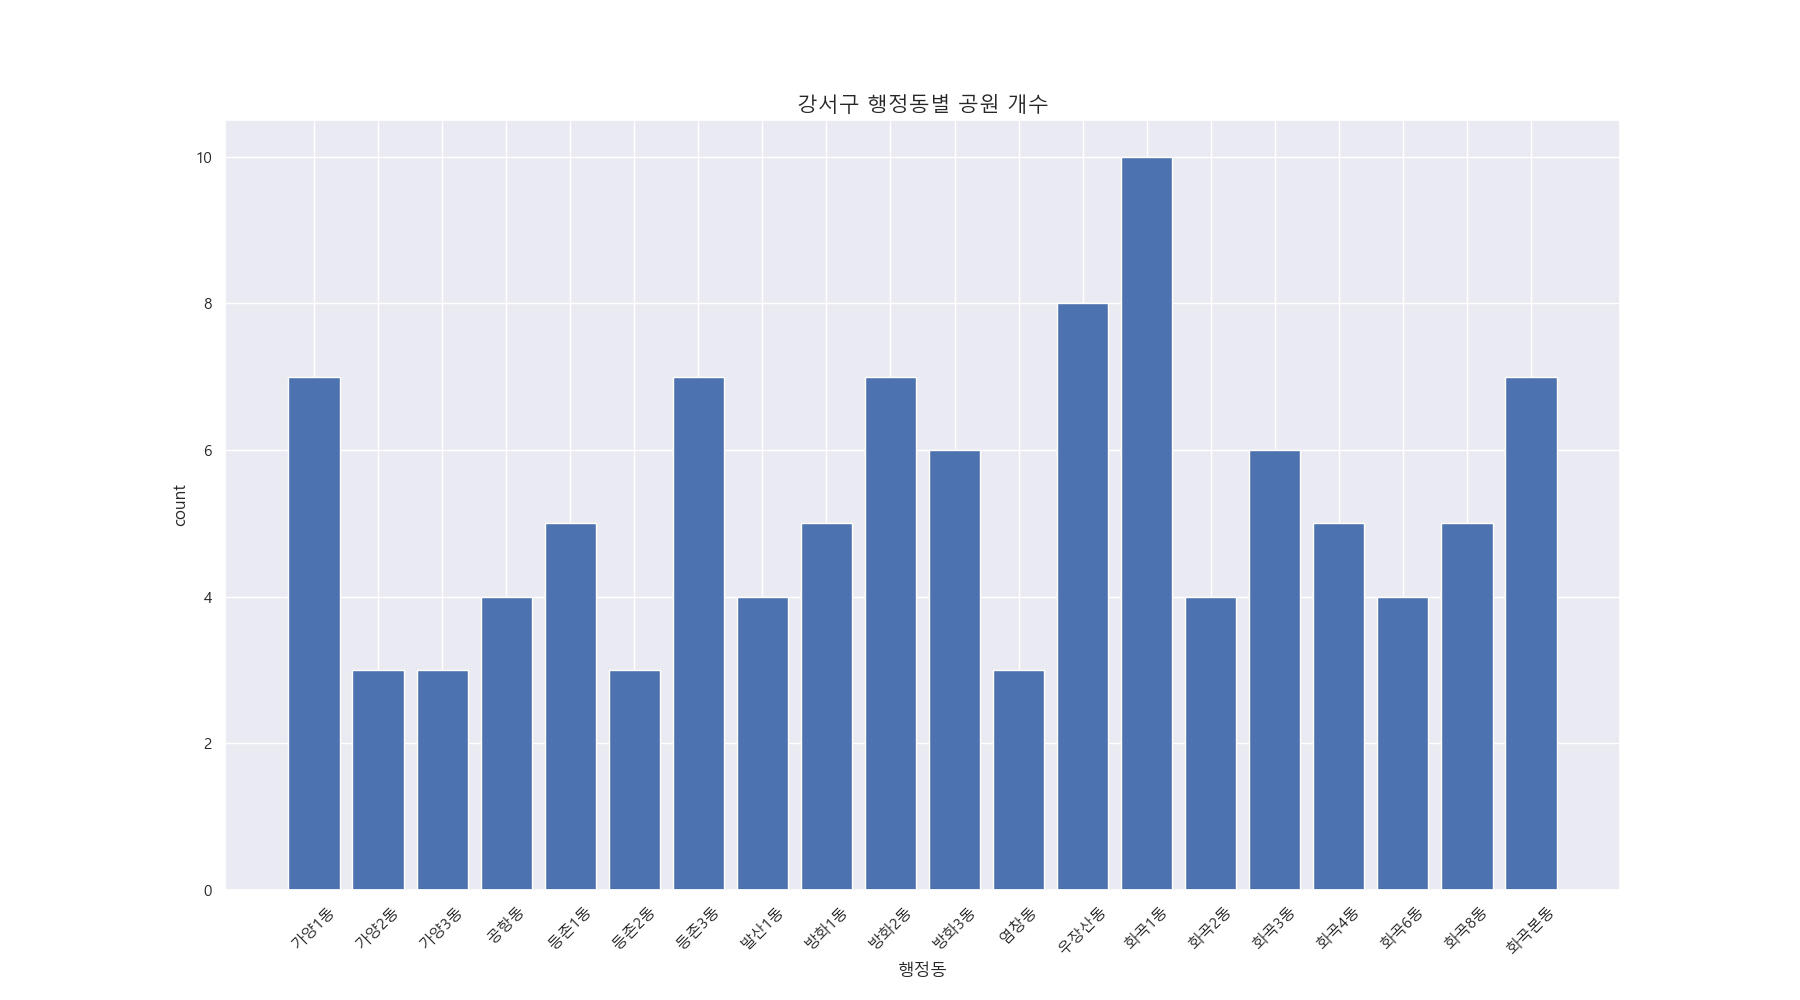 강서구 행정동별 공원 개수
10
8
6
4
2
0
count
가양1동
가양2동
가양3동
공항동
등촌1동
등촌2동
등촌3동
발산1동
방화1동
방화2동
방화3동
염창동
우장산동
화곡1동
화곡2동
화곡3동
화곡4동
화곡6동
화곡8동
화곡본동
행정동